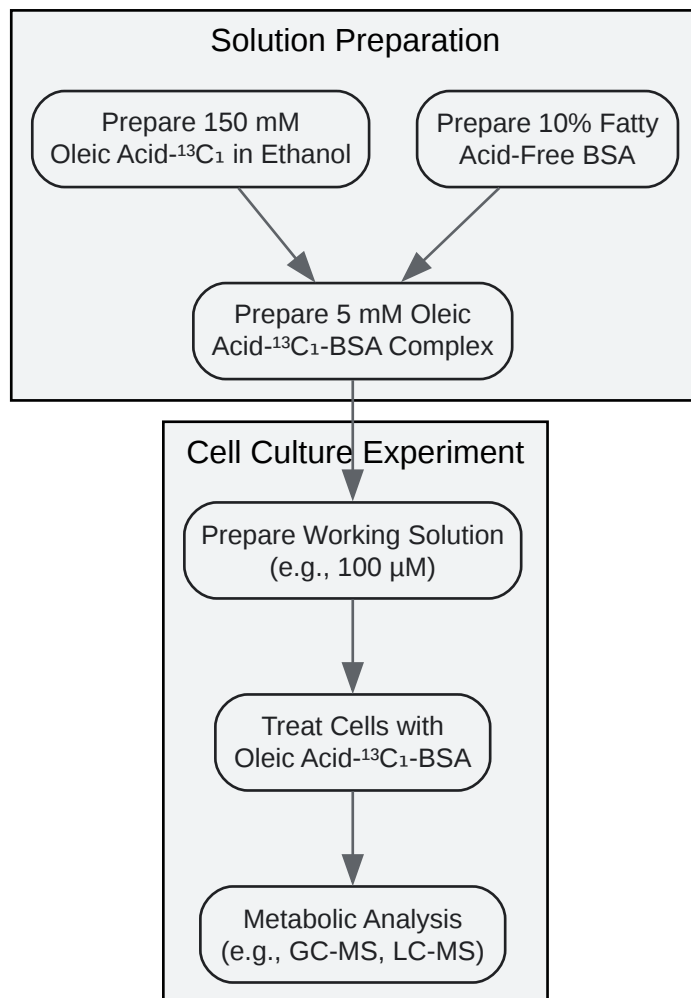 Solution Preparation
Prepare 150 mM
Oleic Acid-¹³C₁ in Ethanol
Prepare 10% Fatty
Acid-Free BSA
Prepare 5 mM Oleic
Acid-¹³C₁-BSA Complex
Cell Culture Experiment
Prepare Working Solution
(e.g., 100 µM)
Treat Cells with
Oleic Acid-¹³C₁-BSA
Metabolic Analysis
(e.g., GC-MS, LC-MS)